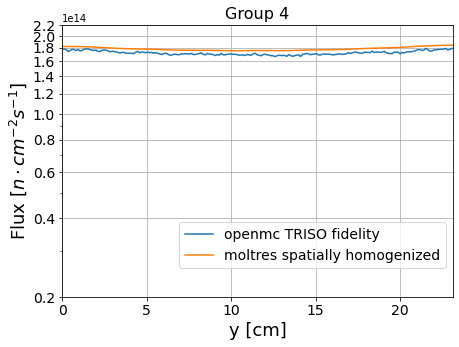 Group 4
1e14
2.2
2.0
1.8
1.6
1.4
1.2
1.0
0.8
0.6
0.4
0.2
Flux [n · cm⁻²s⁻¹]
openmc TRISO fidelity
moltres spatially homogenized
0 5 10 15 20
y [cm]